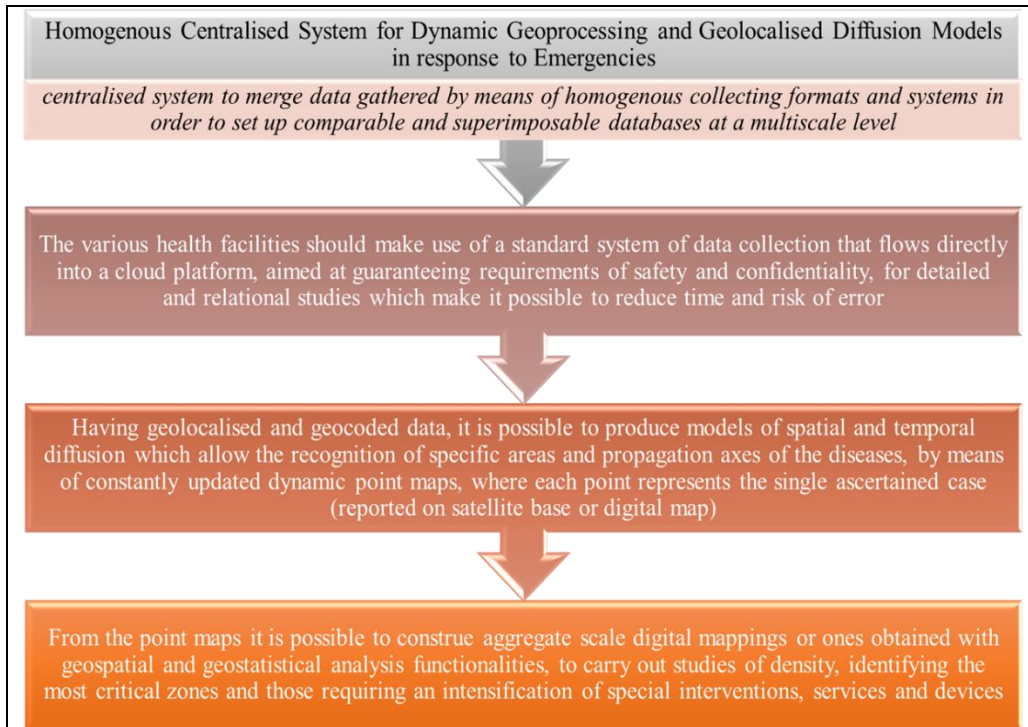 Homogenous Centralised System for Dynamic Geoprocessing and Geolocalised Diffusion Models
in response to Emergencies
centralised system to merge data gathered by means of homogenous collecting formats and systems in
order to set up comparable and superimposable databases at a multiscale level
The various health facilities should make use of a standard system of data collection that flows directly
into a cloud platform, aimed at guaranteeing requirements of safety and confidentiality, for detailed
and relational studies which make it possible to reduce time and risk of error
Having geolocalised and geocoded data, it is possible to produce models of spatial and temporal
diffusion which allow the recognition of specific areas and propagation axes of the diseases, by means
of constantly updated dynamic point maps, where each point represents the single ascertained case
(reported on satellite base or digital map)
From the point maps it is possible to construe aggregate scale digital mappings or ones obtained with
geospatial and geostatistical analysis functionalities, to carry out studies of density, identifying the
most critical zones and those requiring an intensification of special interventions, services and devices